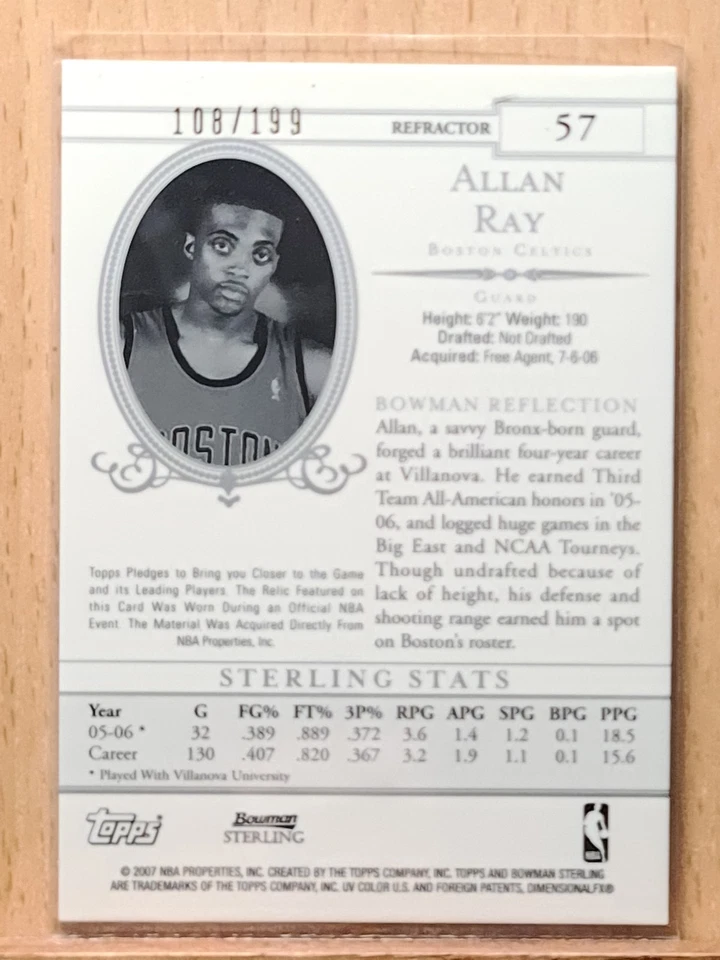 108/199
REFRACTOR
57
ALLAN
RAY
BOSTON CELTICS
GUARD
Height: 6'2" Weight: 190
Drafted: Not Drafted
Acquired: Free Agent, 7-6-06
BOSTON
BOWMAN REFLECTION
Allan, a savvy Bronx-born guard,
forged a brilliant four-year career
at Villanova. He earned Third
Team All-American honors in '05-
06, and logged huge games in the
Big East and NCAA Tourneys.
Though undrafted because of
lack of height, his defense and
shooting range earned him a spot
on Boston's roster.
Topps Pledges to Bring you Closer to the Game
and its Leading Players. The Relic Featured on
this Card Was Worn During an Official NBA
Event. The Material Was Acquired Directly From
NBA Properties, Inc.
STERLING STATS
Year G FG% FT% 3P% RPG APG SPG BPG PPG
05-06 * 32 .389 .889 .372 3.6 1.4 1.2 0.1 18.5
Career 130 .407 .820 .367 3.2 1.9 1.1 0.1 15.6
* Played With Villanova University
Topps
Bowman
STERLING
NBA
© 2007 NBA PROPERTIES, INC. CREATED BY THE TOPPS COMPANY, INC. TOPPS AND BOWMAN STERLING
ARE TRADEMARKS OF THE TOPPS COMPANY, INC. UV COLOR U.S. AND FOREIGN PATENTS, DIMENSIONALFX®